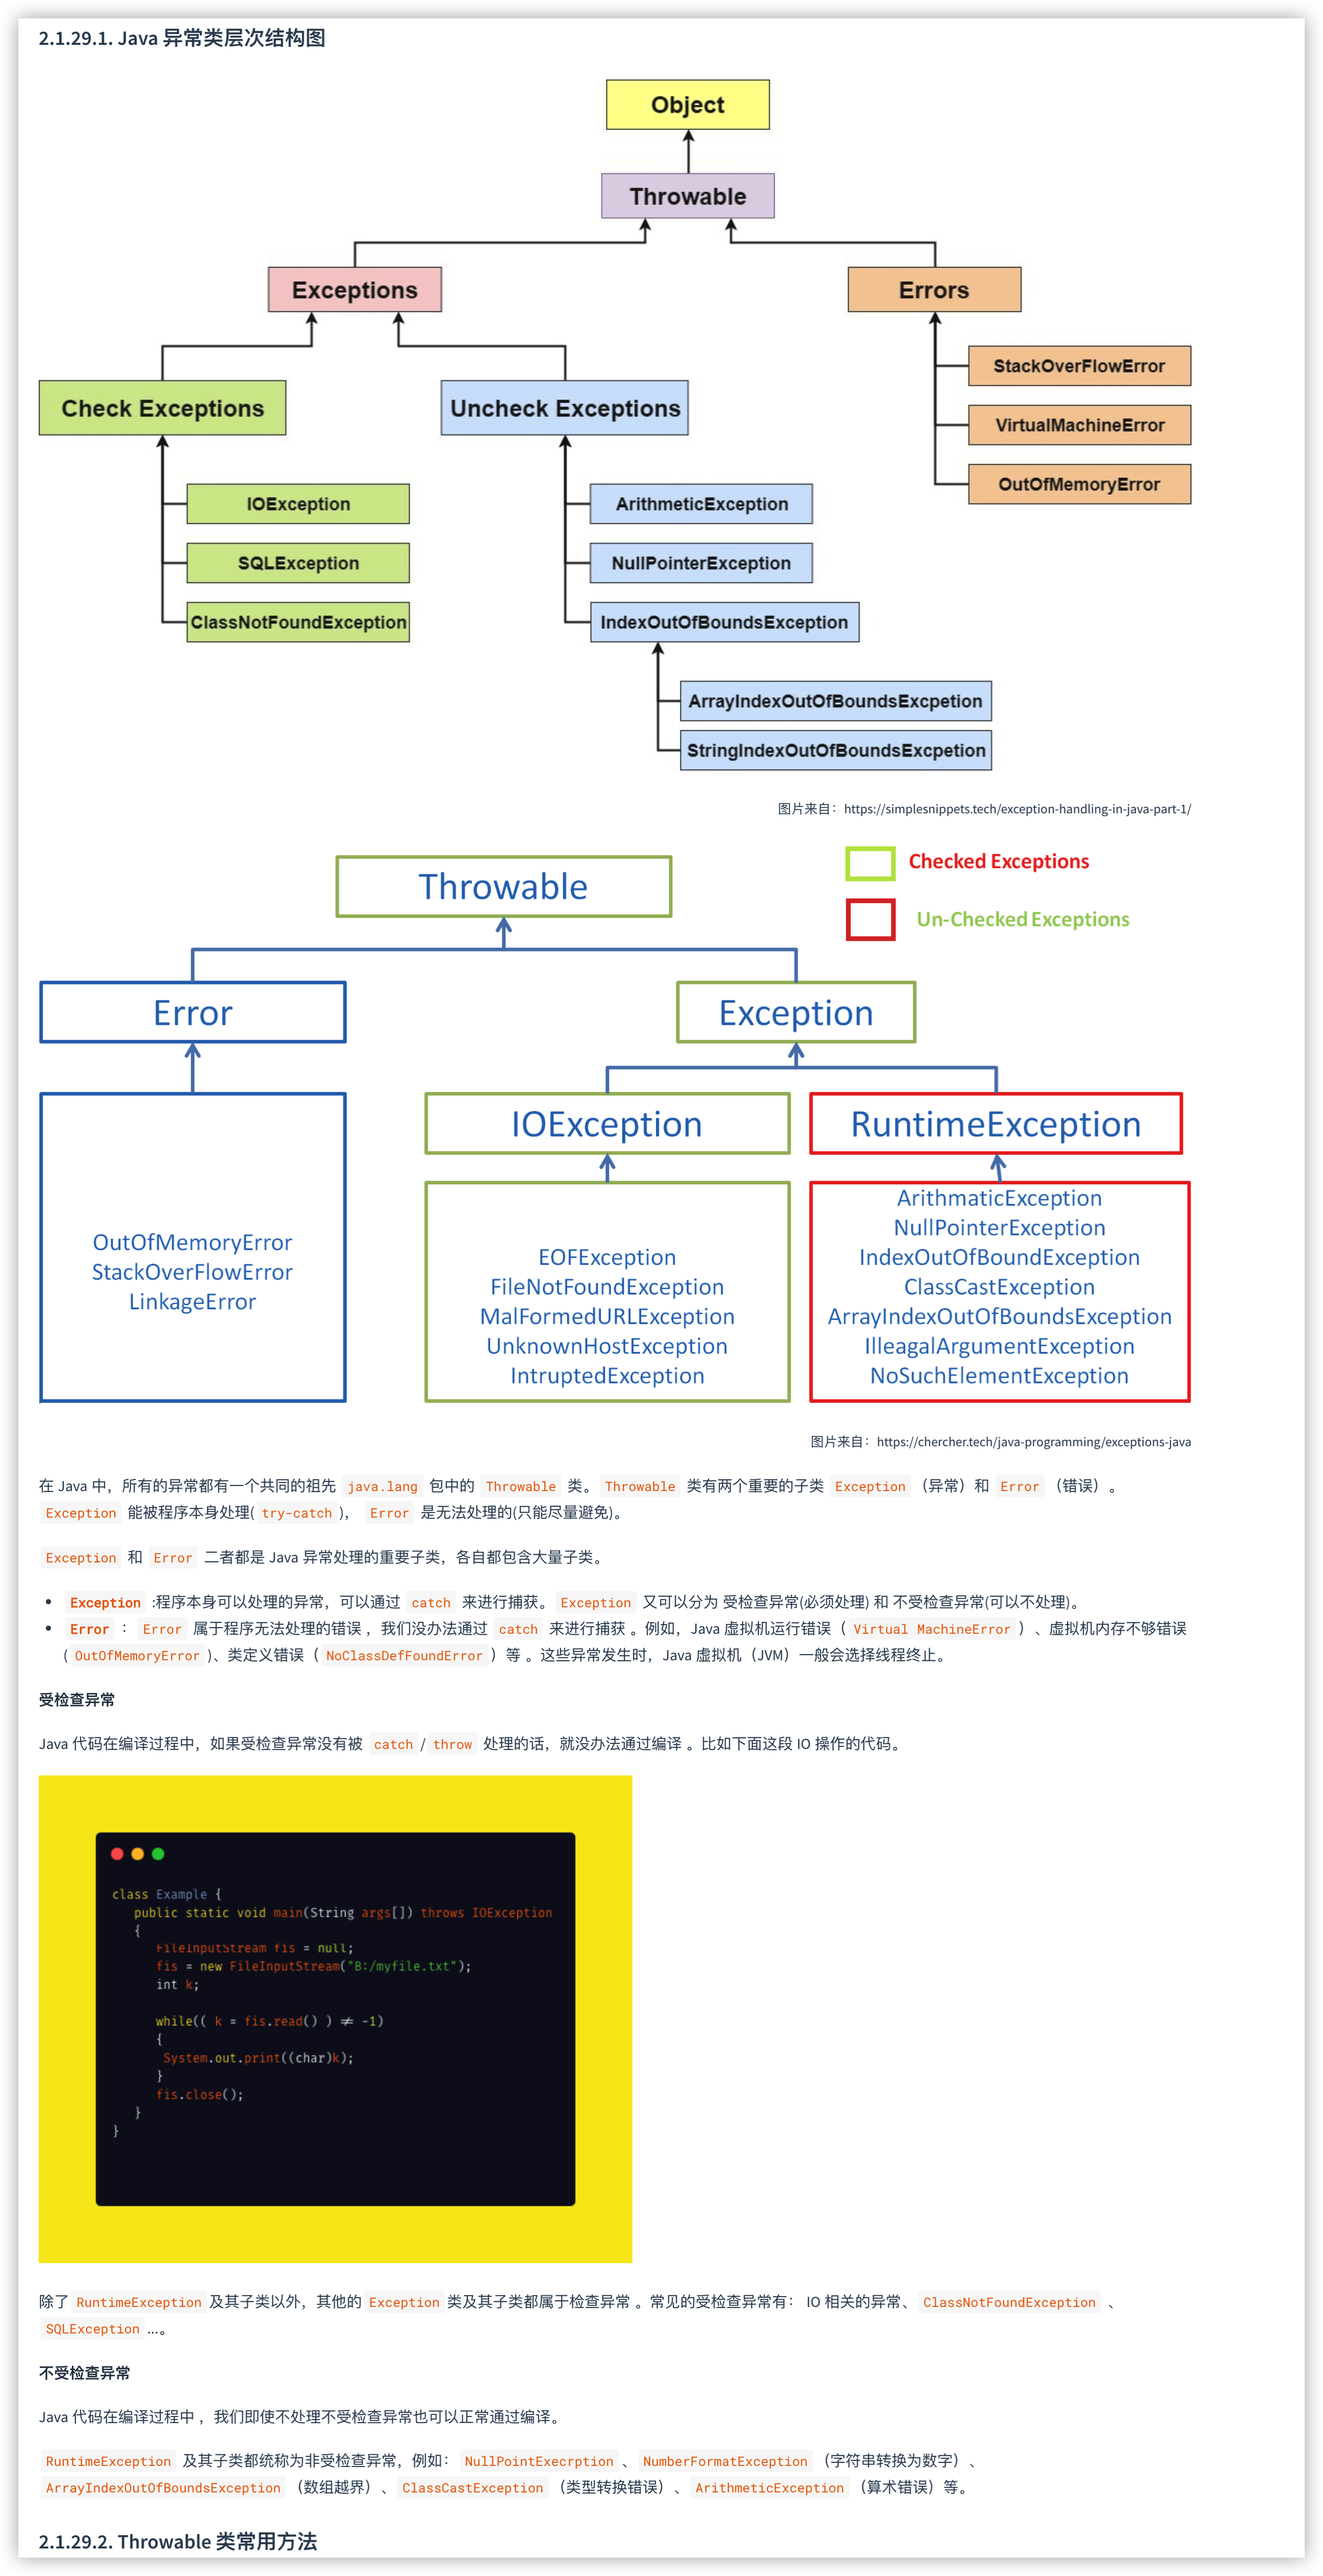 2.1.29.1. Java 异常类层次结构图
Object
Throwable
Exceptions
Errors
StackOverFlowError
VirtualMachineError
OutOfMemoryError
Check Exceptions
Uncheck Exceptions
IOException
SQLException
ClassNotFoundException
ArithmeticException
NullPointerException
IndexOutOfBoundsException
ArrayIndexOutOfBoundsExcpetion
StringIndexOutOfBoundsExcpetion
图片来自：https://simplesnippets.tech/exception-handling-in-java-part-1/
Checked Exceptions
Un-Checked Exceptions
Throwable
Error
Exception
IOException
RuntimeException
OutOfMemoryError
StackOverFlowError
LinkageError
EOFException
FileNotFoundException
MalFormedURLException
UnknownHostException
IntruptedException
ArithmaticException
NullPointerException
IndexOutOfBoundException
ClassCastException
ArrayIndexOutOfBoundsException
IlleagalArgumentException
NoSuchElementException
图片来自：https://chercher.tech/java-programming/exceptions-java
在 Java 中，所有的异常都有一个共同的祖先 java.lang 包中的 Throwable 类。Throwable 类有两个重要的子类 Exception （异常）和 Error （错误）。
Exception 能被程序本身处理( try-catch )， Error 是无法处理的(只能尽量避免)。
Exception 和 Error 二者都是 Java 异常处理的重要子类，各自都包含大量子类。
• Exception :程序本身可以处理的异常，可以通过 catch 来进行捕获。Exception 又可以分为 受检查异常(必须处理) 和 不受检查异常(可以不处理)。
• Error ： Error 属于程序无法处理的错误 ，我们没办法通过 catch 来进行捕获 。例如，Java 虚拟机运行错误（ Virtual MachineError ）、虚拟机内存不够错误
( OutOfMemoryError )、类定义错误（ NoClassDefFoundError ）等 。这些异常发生时，Java 虚拟机（JVM）一般会选择线程终止。
受检查异常
Java 代码在编译过程中，如果受检查异常没有被 catch / throw 处理的话，就没办法通过编译 。比如下面这段 IO 操作的代码。
class Example {
public static void main(String args[]) throws IOException
{
FileInputStream fis = null;
fis = new FileInputStream("B:/myfile.txt");
int k;
while(( k = fis.read() ) ≠ -1)
{
System.out.print((char)k);
}
fis.close();
}
}
除了 RuntimeException 及其子类以外，其他的 Exception 类及其子类都属于检查异常 。常见的受检查异常有： IO 相关的异常、 ClassNotFoundException 、
SQLException ...。
不受检查异常
Java 代码在编译过程中 ，我们即使不处理不受检查异常也可以正常通过编译。
RuntimeException 及其子类都统称为非受检查异常，例如： NullPointExecrption 、 NumberFormatException （字符串转换为数字）、
ArrayIndexOutOfBoundsException （数组越界）、 ClassCastException （类型转换错误）、 ArithmeticException （算术错误）等。
2.1.29.2. Throwable 类常用方法